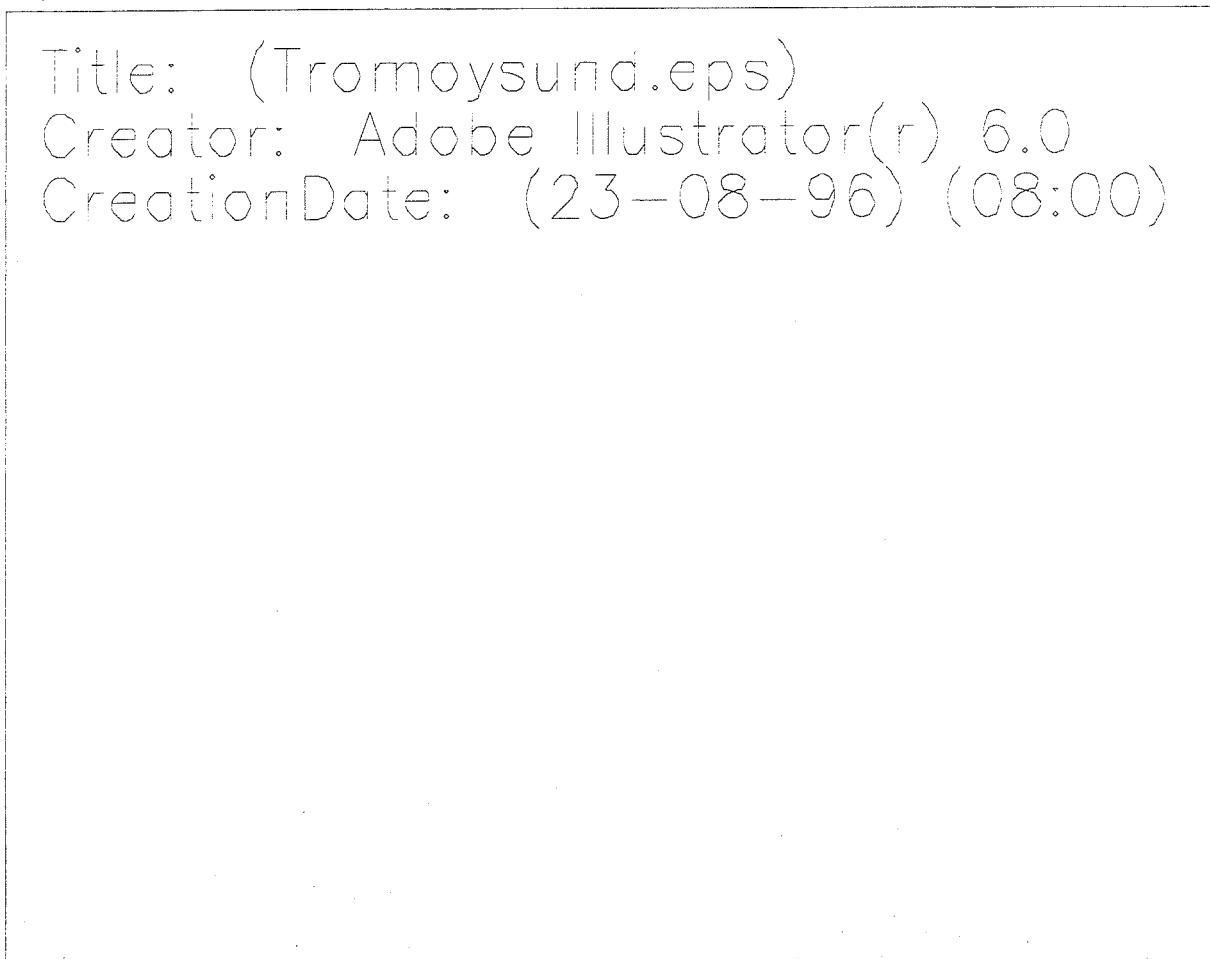 Title: (Tromoysund.eps)
Creator: Adobe Illustrator(r) 6.0
CreationDate: (23-08-96) (08:00)